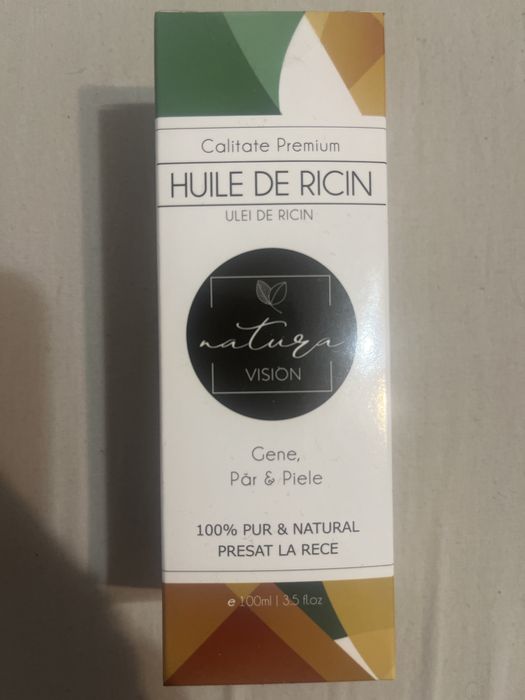 Calitate Premium
HUILE DE RICIN
ULEI DE RICIN
natura
VISION
Gene,
Păr & Piele
100% PUR & NATURAL
PRESAT LA RECE
e 100ml | 3.5 fl.oz